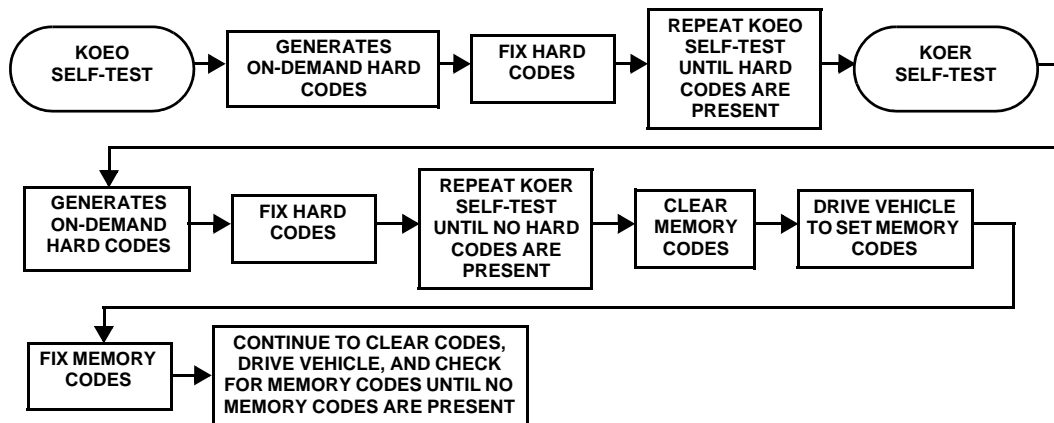 KOEO
SELF-TEST
GENERATES
ON-DEMAND HARD
CODES
FIX HARD
CODES
REPEAT KOEO
SELF-TEST
UNTIL HARD
CODES ARE
PRESENT
KOER
SELF-TEST
GENERATES
ON-DEMAND
HARD CODES
FIX HARD
CODES
REPEAT KOER
SELF-TEST
UNTIL NO HARD
CODES ARE
PRESENT
CLEAR
MEMORY
CODES
DRIVE VEHICLE
TO SET MEMORY
CODES
FIX MEMORY
CODES
CONTINUE TO CLEAR CODES,
DRIVE VEHICLE, AND CHECK
FOR MEMORY CODES UNTIL NO
MEMORY CODES ARE PRESENT